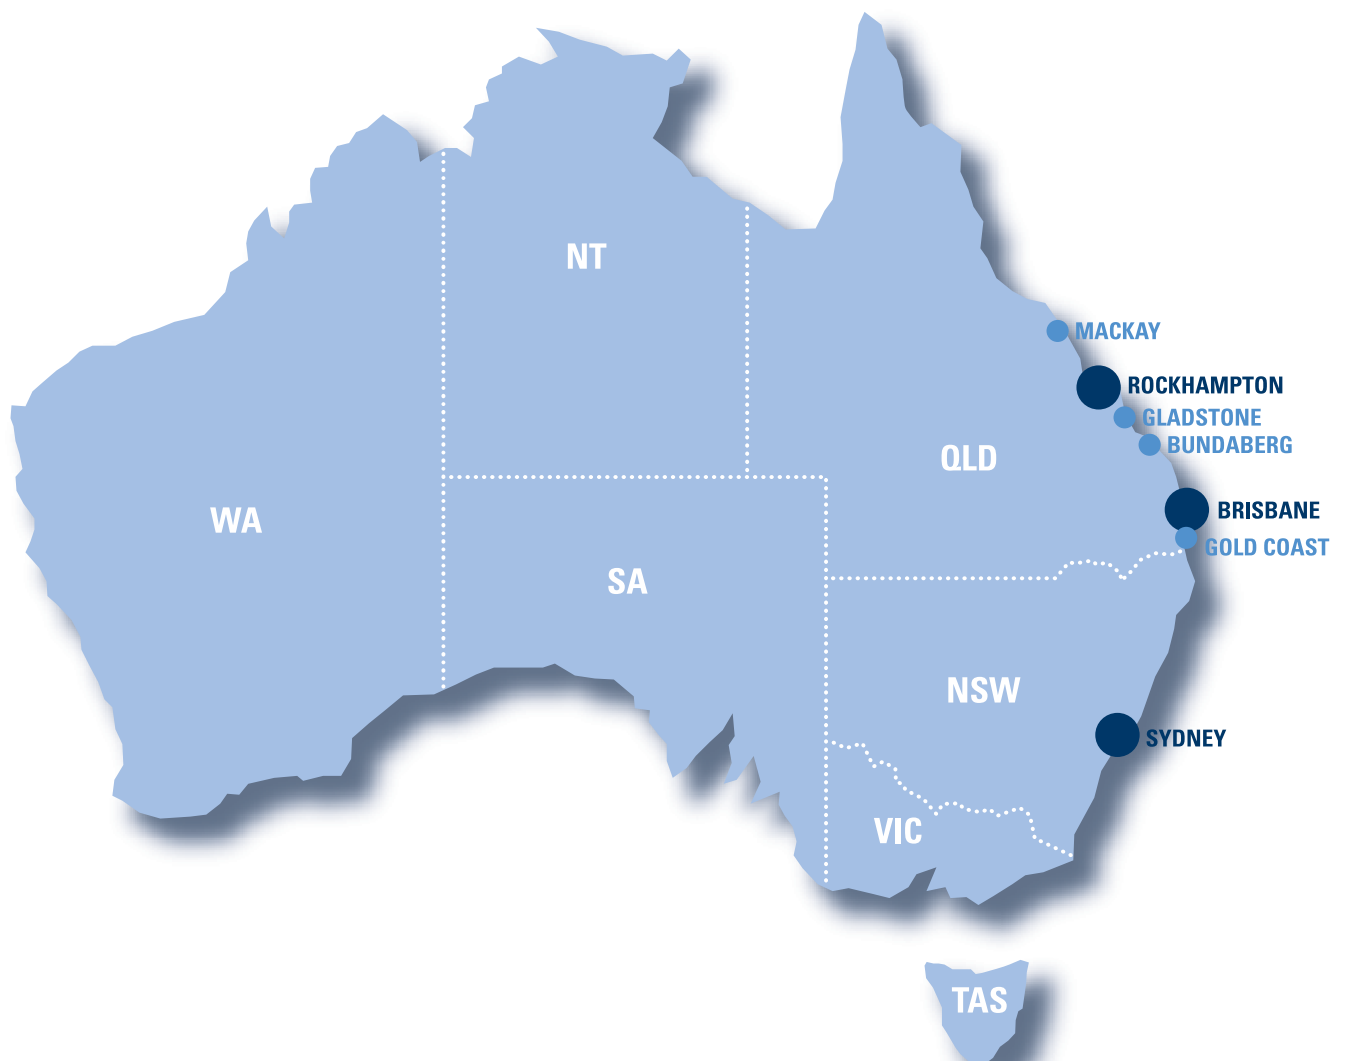 NT
MACKAY
ROCKHAMPTON
GLADSTONE
BUNDABERG
QLD
BRISBANE
WA
GOLD COAST
SA
NSW
SYDNEY
VIC
TAS